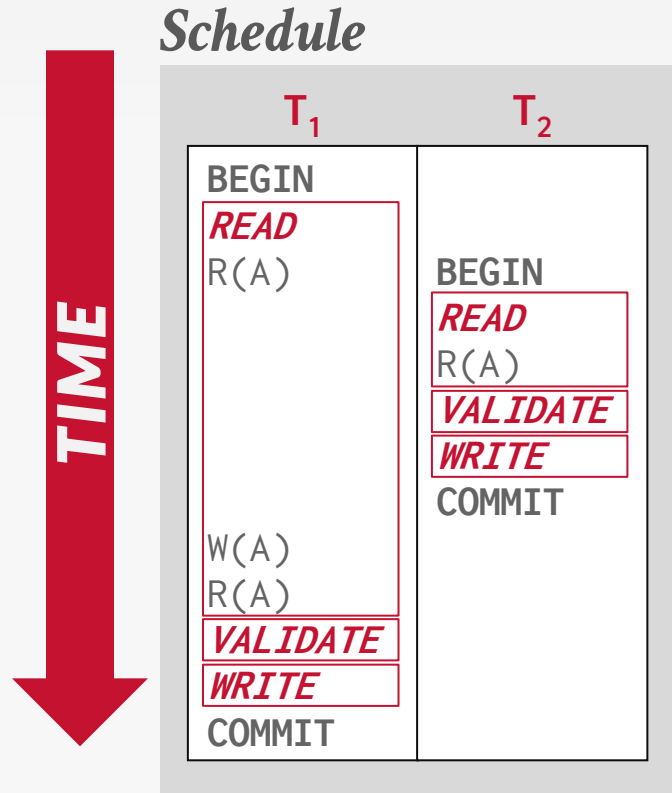 Schedule
TIME
T1
T2
BEGIN
READ
R(A)
W(A)
R(A)
VALIDATE
WRITE
COMMIT
BEGIN
READ
R(A)
VALIDATE
WRITE
COMMIT